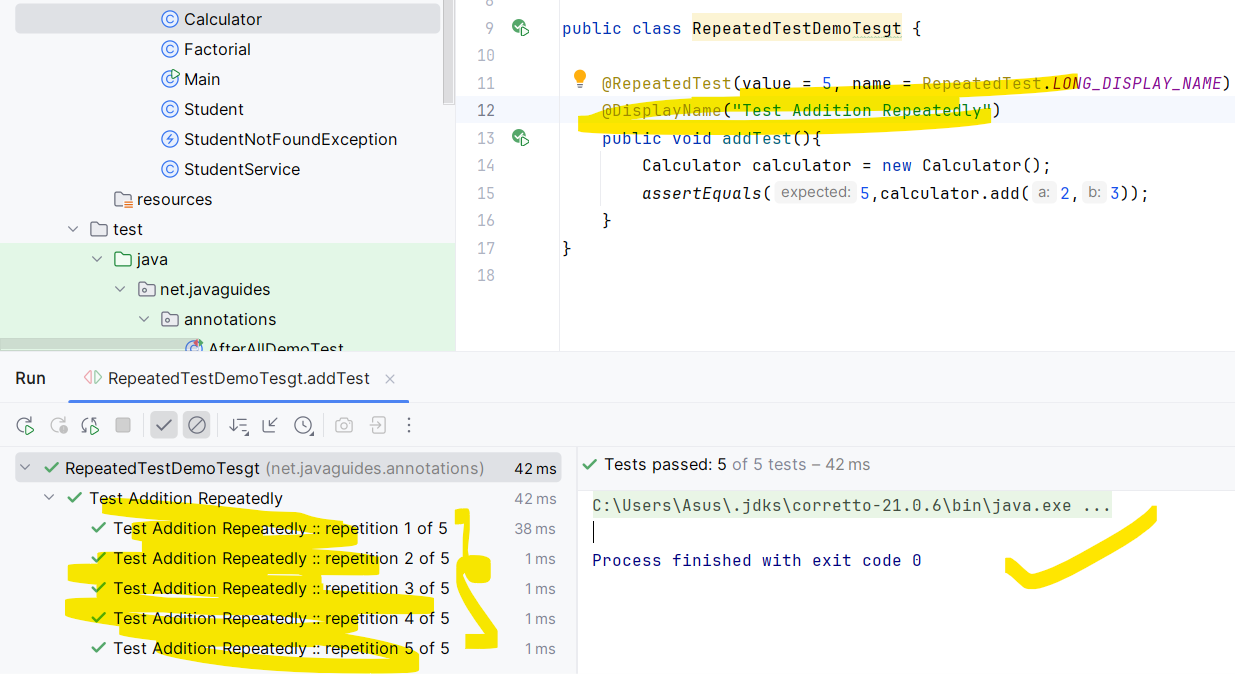 Calculator
Factorial
Main
Student
StudentNotFoundException
StudentService
resources
test
java
net.javaguides
annotations
AfterAllDemoTest
8
9 public class RepeatedTestDemoTesgt {
10
11 @RepeatedTest(value = 5, name = RepeatedTest.LONG_DISPLAY_NAME)
12 @DisplayName("Test Addition Repeatedly")
13 public void addTest(){
14 Calculator calculator = new Calculator();
15 assertEquals( expected: 5,calculator.add( a: 2, b: 3));
16 }
17 }
18
Run RepeatedTestDemoTesgt.addTest
RepeatedTestDemoTesgt (net.javaguides.annotations) 42 ms
Test Addition Repeatedly 42 ms
Test Addition Repeatedly :: repetition 1 of 5 38 ms
Test Addition Repeatedly :: repetition 2 of 5 1 ms
Test Addition Repeatedly :: repetition 3 of 5 1 ms
Test Addition Repeatedly :: repetition 4 of 5 1 ms
Test Addition Repeatedly :: repetition 5 of 5 1 ms
Tests passed: 5 of 5 tests – 42 ms
C:\Users\Asus\.jdks\corretto-21.0.6\bin\java.exe ...
Process finished with exit code 0